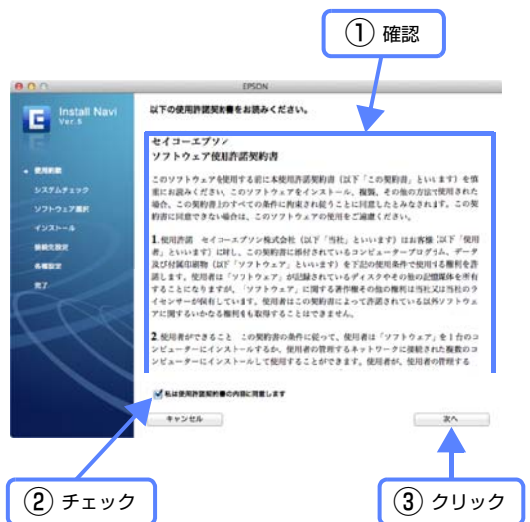 ① 確認
EPSON
Install Navi
Ver.5
使用許諾
システムチェック
ソフトウェア選択
インストール
接続先設定
各種設定
完了
以下の使用許諾契約書をお読みください。
セイコーエプソン
ソフトウェア使用許諾契約書
このソフトウェアを使用する前に本使用許諾契約書（以下「この契約書」といいます）を慎
重にお読みください。このソフトウェアをインストール、複製、その他の方法で使用された
場合、この契約書上のすべての条件に拘束され従うことに同意したとみなされます。この契
約書に同意できない場合は、このソフトウェアの使用をご遠慮ください。
1.使用許諾 セイコーエプソン株式会社（以下「当社」といいます）はお客様（以下「使用
者」といいます）に対し、この契約書に添付されているコンピュータープログラム、データ
及び付属印刷物（以下「ソフトウェア」といいます）を下記の使用条件で使用する権利を許
諾します。使用者は「ソフトウェア」が記録されているディスクやその他の記憶媒体を所有
することになりますが、「ソフトウェア」に関する著作権その他の権利は当社又は当社のラ
イセンサーが保有しています。使用者はこの契約書によって許諾されている以外ソフトウェ
アに関するいかなる権利をも取得することはできません。
2.使用者ができること この契約書の条件に従って、使用者は「ソフトウェア」を1台のコ
ンピューターにインストールするか、使用者の管理するネットワークに接続された複数のコ
ンピューターにインストールして使用することができます。使用者が、使用者の管理する
私は使用許諾契約書の内容に同意します
キャンセル
次へ
② チェック
③ クリック